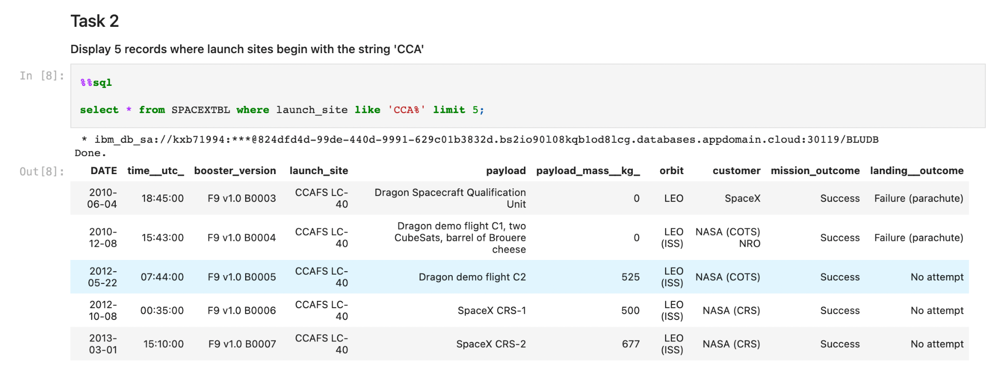 Task 2
Display 5 records where launch sites begin with the string 'CCA'
In [8]:
%%sql
select * from SPACEXTBL where launch_site like 'CCA%' limit 5;
* ibm_db_sa://kxb71994:***@824dfd4d-99de-440d-9991-629c01b3832d.bs2io90l08kqb1od8lcg.databases.appdomain.cloud:30119/BLUDB
Done.
Out[8]:
DATE time__utc_ booster_version launch_site payload payload_mass__kg_ orbit customer mission_outcome landing__outcome
2010-06-04 18:45:00 F9 v1.0 B0003 CCAFS LC-40 Dragon Spacecraft Qualification Unit 0 LEO SpaceX Success Failure (parachute)
2010-12-08 15:43:00 F9 v1.0 B0004 CCAFS LC-40 Dragon demo flight C1, two CubeSats, barrel of Brouere cheese 0 LEO (ISS) NASA (COTS) NRO Success Failure (parachute)
2012-05-22 07:44:00 F9 v1.0 B0005 CCAFS LC-40 Dragon demo flight C2 525 LEO (ISS) NASA (COTS) Success No attempt
2012-10-08 00:35:00 F9 v1.0 B0006 CCAFS LC-40 SpaceX CRS-1 500 LEO (ISS) NASA (CRS) Success No attempt
2013-03-01 15:10:00 F9 v1.0 B0007 CCAFS LC-40 SpaceX CRS-2 677 LEO (ISS) NASA (CRS) Success No attempt